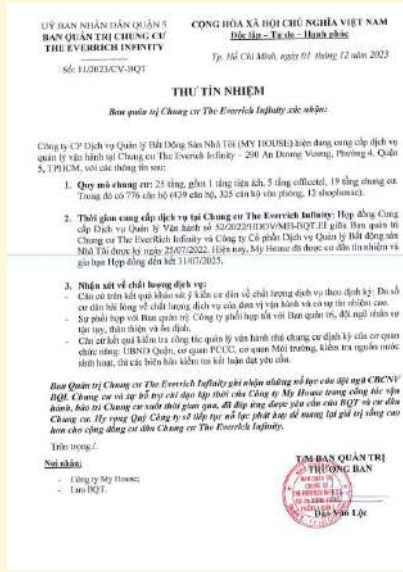 UỶ BAN NHÂN DÂN QUẬN 5
BAN QUẢN TRỊ CHUNG CƯ
THE EVERRICH INFINITY
Số: 11/2023/CV-BQT
CỘNG HÒA XÃ HỘI CHỦ NGHĨA VIỆT NAM
Độc lập – Tự do – Hạnh phúc
Tp. Hồ Chí Minh, ngày 01 tháng 12 năm 2023
THƯ TÍN NHIỆM
Ban quản trị Chung cư The Everrich Infinity xác nhận:
Công ty CP Dịch vụ Quản lý Bất Động Sản Nhà Tôi (MY HOUSE) hiện đang cung cấp dịch vụ
quản lý vận hành tại Chung cư The Everich Infinity – 290 An Dương Vương, Phường 4, Quận
5, TPHCM, với các thông tin sau:
1. Quy mô chung cư: 25 tầng, gồm 1 tầng tiện ích, 5 tầng officetel, 19 tầng chung cư.
Trong đó có 776 căn hộ (439 căn hộ, 325 căn hộ văn phòng, 12 shophouse).
2. Thời gian cung cấp dịch vụ tại Chung cư The Everrich Infinity: Hợp đồng Cung
cấp Dịch vụ Quản lý Vận hành số 52/2022/HĐDV/MH-BQT.EI giữa Ban quản trị
Chung cư The EverRich Infinity và Công ty Cổ phần Dịch vụ Quản lý Bất động sản
Nhà Tôi được ký ngày 25/07/2022. Hiện nay, My House đã được cư dân tín nhiệm và
gia hạn Hợp đồng đến hết 31/07/2025.
3. Nhận xét về chất lượng dịch vụ:
- Căn cứ trên kết quả khảo sát ý kiến cư dân về chất lượng dịch vụ theo định kỳ: Đa số
cư dân hài lòng về chất lượng dịch vụ của đơn vị vận hành và có sự tín nhiệm cao.
- Sự phối hợp với Ban quản trị: Công ty phối hợp tốt với Ban quản trị, đội ngũ nhân sự
tận tụy, thân thiện và ổn định.
- Căn cứ kết quả kiểm tra công tác quản lý vận hành nhà chung cư định kỳ của cơ quan
chức năng: UBND Quận, cơ quan PCCC, cơ quan Môi trường, kiểm tra nguồn nước
sinh hoạt, thì các biên bản kiểm tra kết luận đạt yêu cầu.
Ban Quản Trị Chung cư The Everrich Infinity ghi nhận những nỗ lực của đội ngũ CBCNV
BQL Chung cư và sự hỗ trợ chỉ đạo kịp thời của Công ty My House trong công tác vận
hành, bảo trì Chung cư suốt thời gian qua, đã đáp ứng được yêu cầu của BQT và cư dân
Chung cư. Hy vọng Quý Công ty sẽ tiếp tục nỗ lực phát huy để mang lại giá trị sống cao
hơn cho cộng đồng cư dân Chung cư The Everrich Infinity.
Trân trọng./.
Nơi nhận:
- Công ty My House;
- Lưu BQT.
T/M BAN QUẢN TRỊ
TRƯỞNG BAN
Đào Văn Lộc